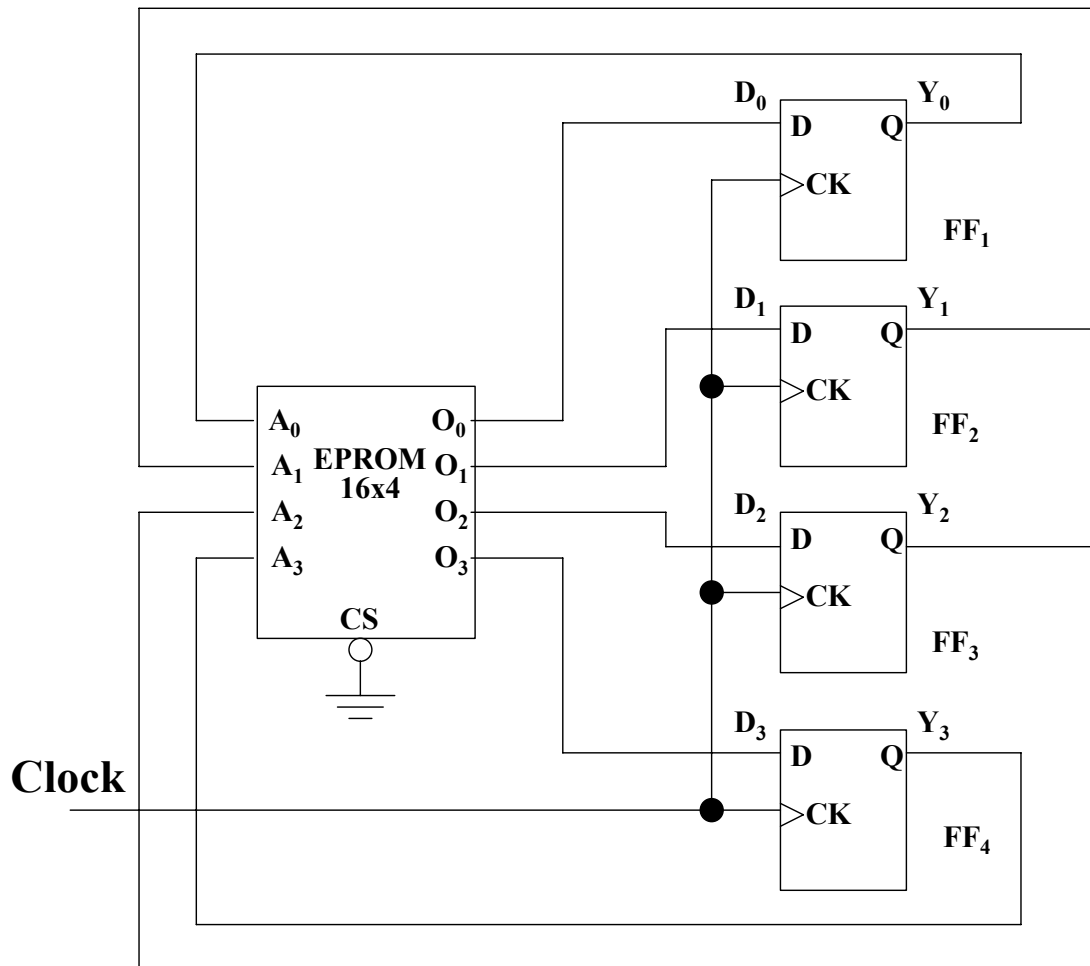 D₀ Y₀
D Q
CK
FF₁
D₁ Y₁
D Q
CK
FF₂
A₀ O₀
EPROM
A₁ O₁
16x4
A₂ O₂
A₃ O₃
CS
D₂ Y₂
D Q
CK
FF₃
D₃ Y₃
D Q
CK
FF₄
Clock